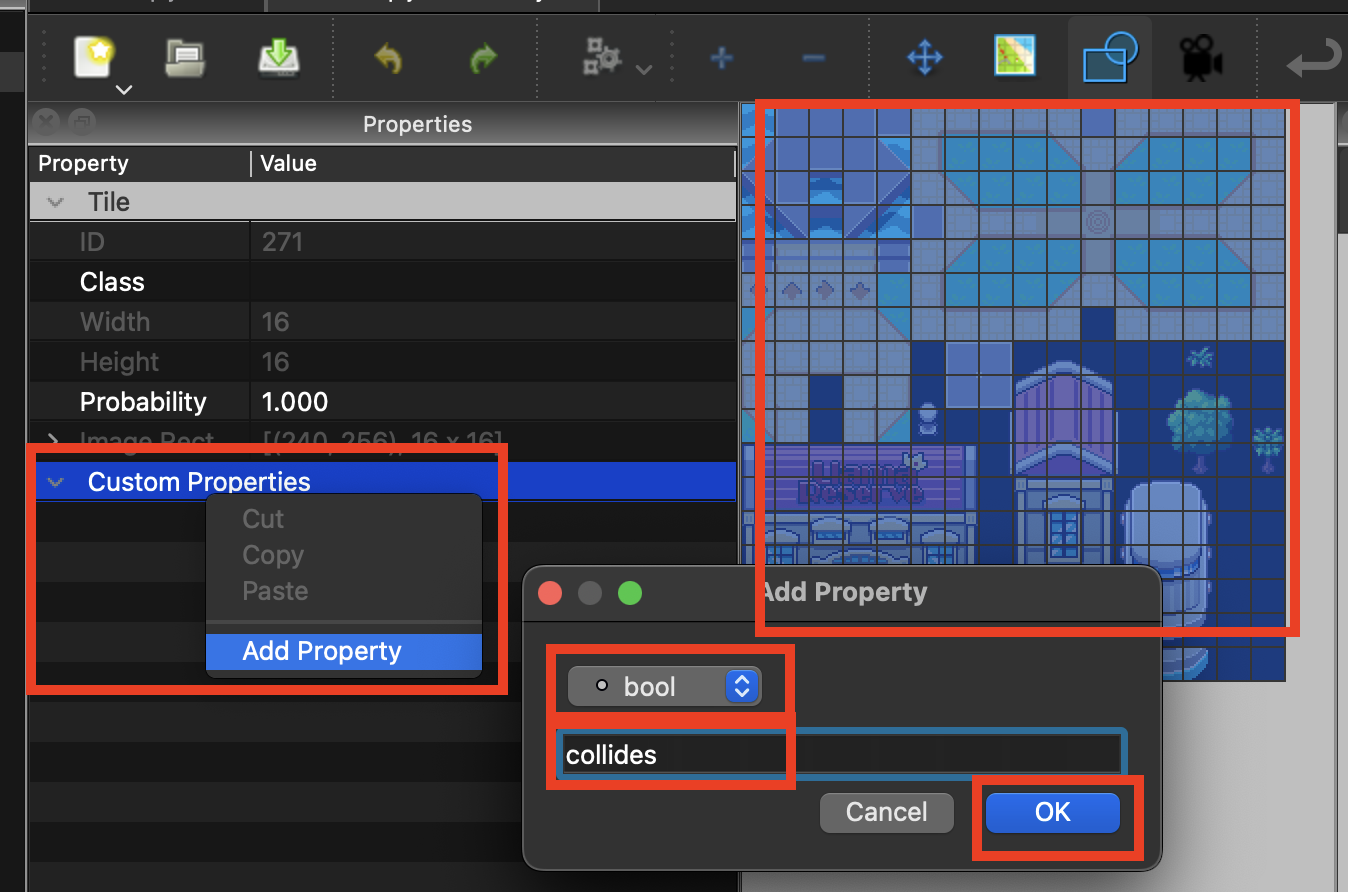 Properties
Property Value
Tile
ID 271
Class
Width 16
Height 16
Probability 1.000
Image Rect [(240, 256), 16 x 16]
Custom Properties
Cut
Copy
Paste
Add Property
Reserve
Add Property
bool
collides
Cancel OK